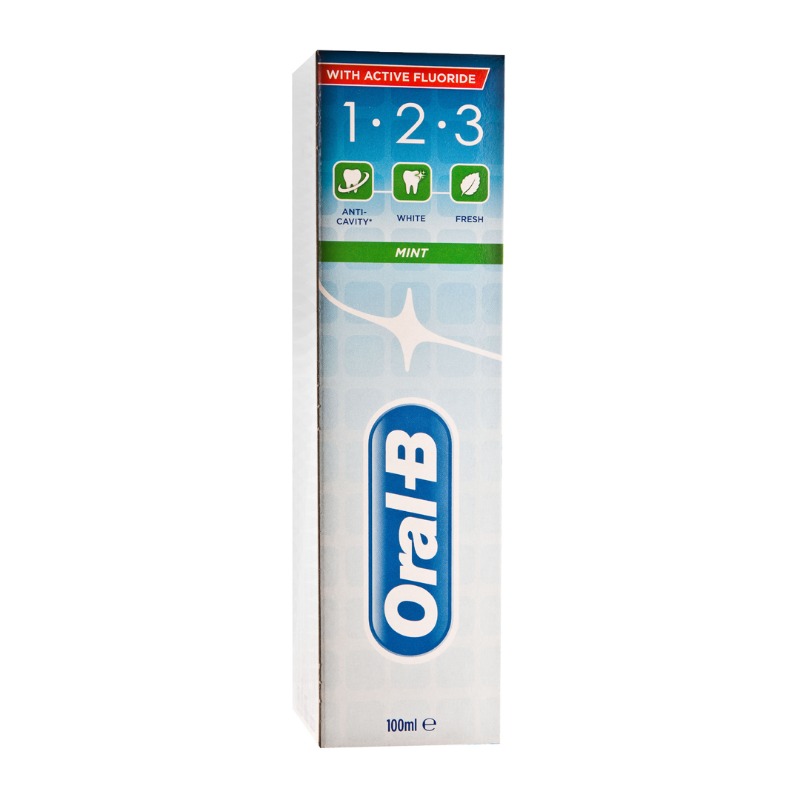 WITH ACTIVE FLUORIDE
1·2·3
ANTI-
CAVITY*
WHITE
FRESH
MINT
Oral-B
100ml ℮